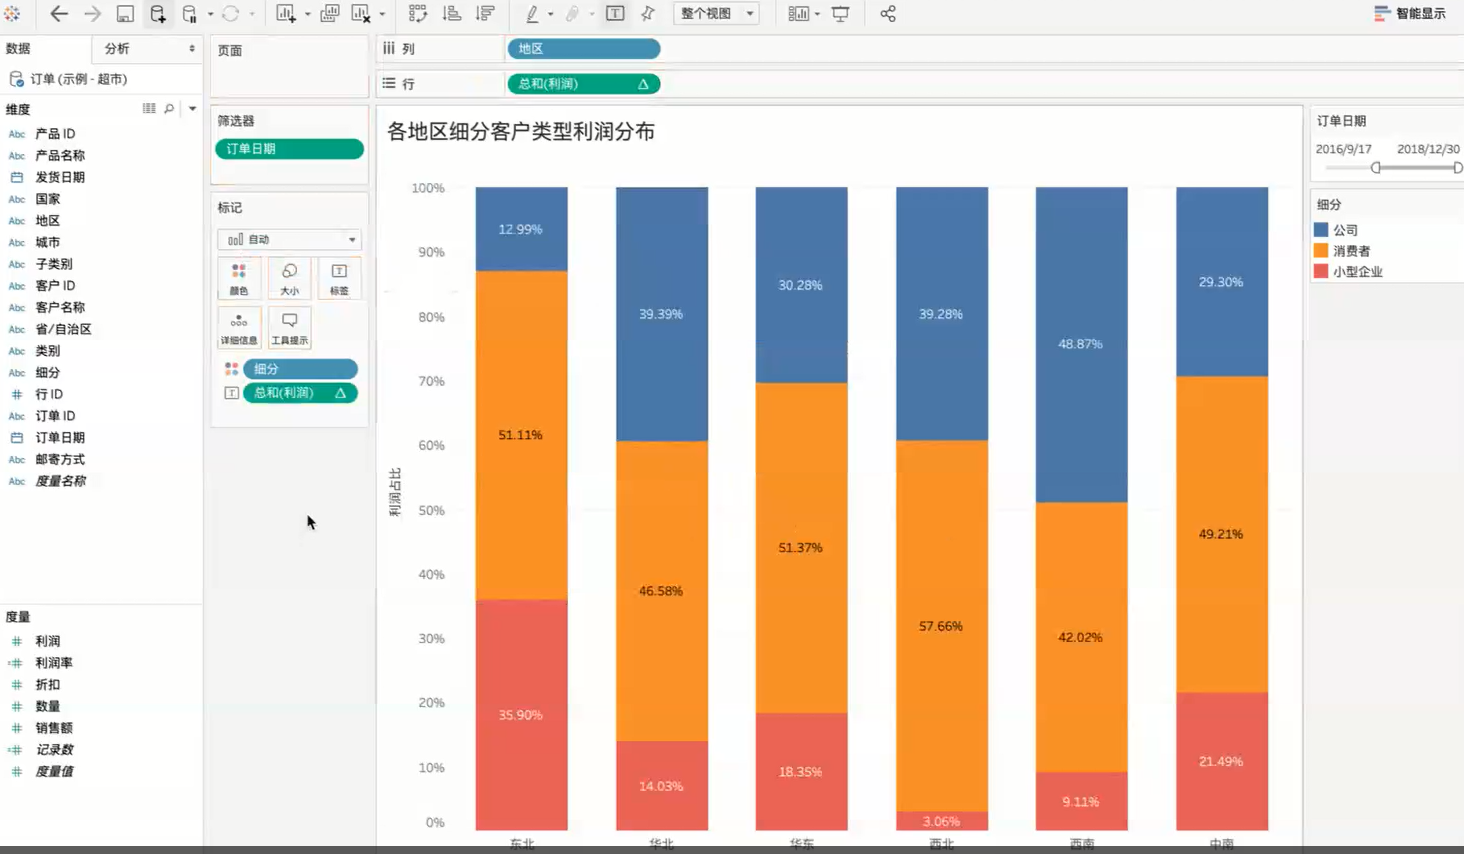 整个视图
智能显示
数据
分析
订单 (示例 - 超市)
维度
Abc 产品 ID
Abc 产品名称
发货日期
Abc 国家
Abc 地区
Abc 城市
Abc 子类别
Abc 客户 ID
Abc 客户名称
Abc 省/自治区
Abc 类别
Abc 细分
# 行 ID
Abc 订单 ID
订单日期
Abc 邮寄方式
Abc 度量名称
度量
# 利润
=# 利润率
# 折扣
# 数量
# 销售额
=# 记录数
# 度量值
页面
筛选器
订单日期
标记
自动
颜色
大小
标签
详细信息
工具提示
细分
总和(利润) Δ
列
地区
行
总和(利润) Δ
各地区细分客户类型利润分布
利润占比
100%
90%
80%
70%
60%
50%
40%
30%
20%
10%
0%
12.99%
51.11%
35.90%
39.39%
46.58%
14.03%
30.28%
51.37%
18.35%
39.28%
57.66%
3.06%
48.87%
42.02%
9.11%
29.30%
49.21%
21.49%
东北
华北
华东
西北
西南
中南
订单日期
2016/9/17
2018/12/30
细分
公司
消费者
小型企业